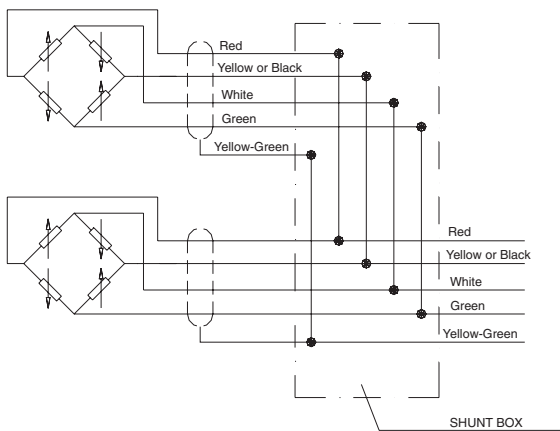 Red
Yellow or Black
White
Green
Yellow-Green
Red
Yellow or Black
White
Green
Yellow-Green
SHUNT BOX